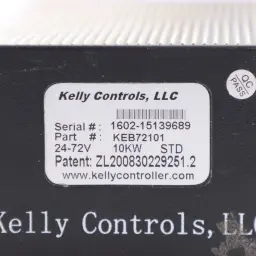 Kelly Controls, LLC
Serial #: 1602-15139689
Part #: KEB72101
24-72V 10KW STD
Patent: ZL200830229251.2
www.kellycontroller.com
QC
PASS
Kelly Controls, LL